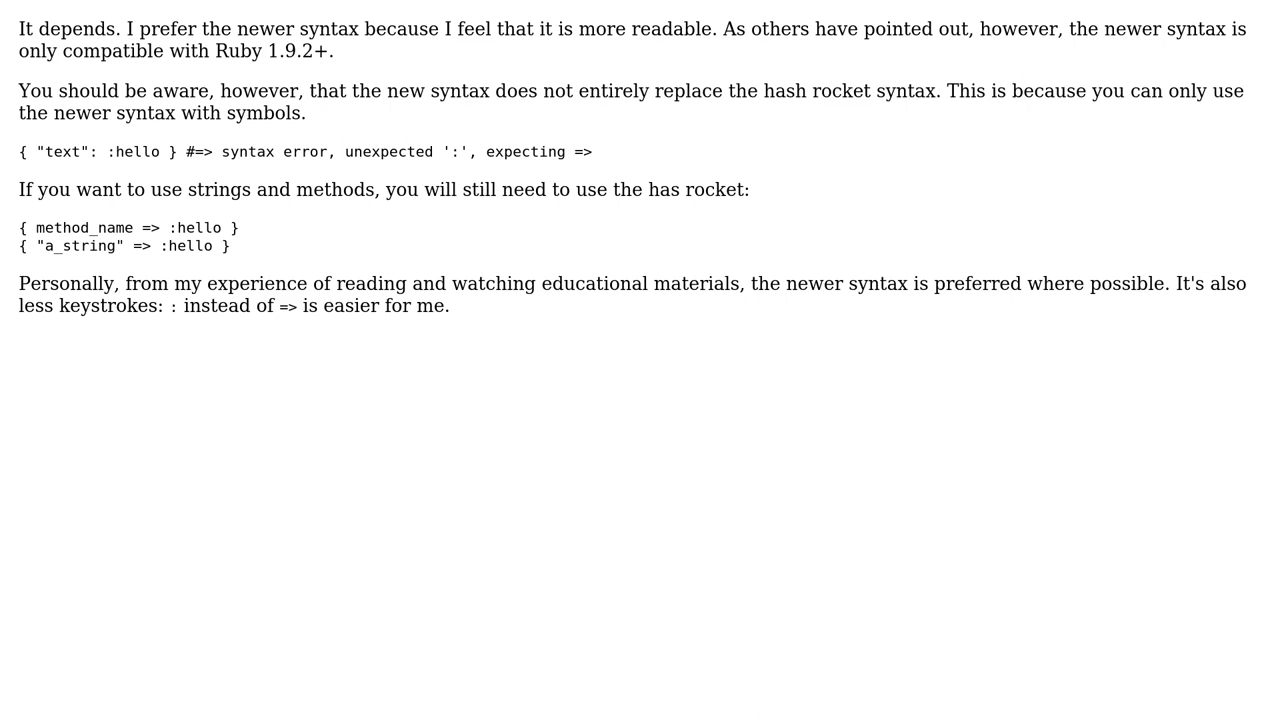 It depends. I prefer the newer syntax because I feel that it is more readable. As others have pointed out, however, the newer syntax is
only compatible with Ruby 1.9.2+.
You should be aware, however, that the new syntax does not entirely replace the hash rocket syntax. This is because you can only use
the newer syntax with symbols.
{ "text": :hello } #=> syntax error, unexpected ':', expecting =>
If you want to use strings and methods, you will still need to use the has rocket:
{ method_name => :hello }
{ "a_string" => :hello }
Personally, from my experience of reading and watching educational materials, the newer syntax is preferred where possible. It's also
less keystrokes: : instead of => is easier for me.